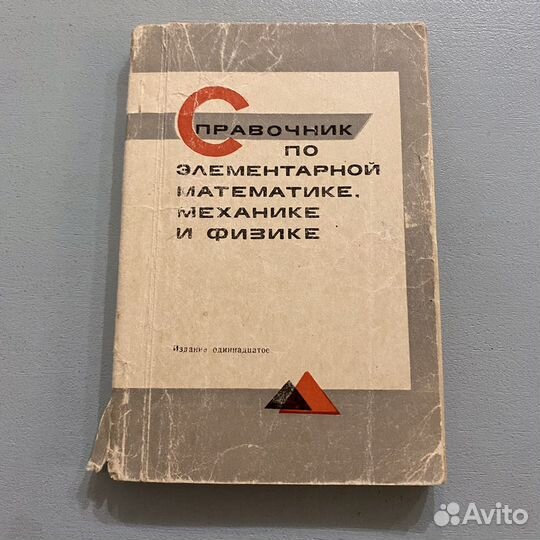 СПРАВОЧНИК
ПО
ЭЛЕМЕНТАРНОЙ
МАТЕМАТИКЕ,
МЕХАНИКЕ
И ФИЗИКЕ
Издание одиннадцатое
Avito